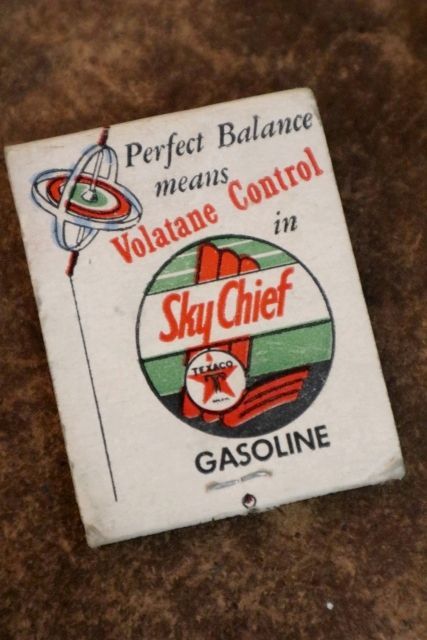 Perfect Balance
means
Volatane Control
in
Sky Chief
TEXACO
T
GASOLINE